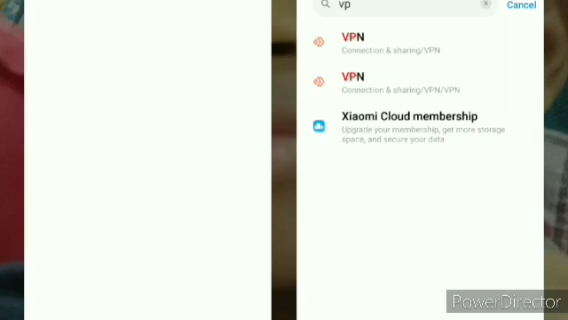 vp
Cancel
VPN
Connection & sharing/VPN
VPN
Connection & sharing/VPN/VPN
Xiaomi Cloud membership
Upgrade your membership, get more storage
space, and secure your data
PowerDirector